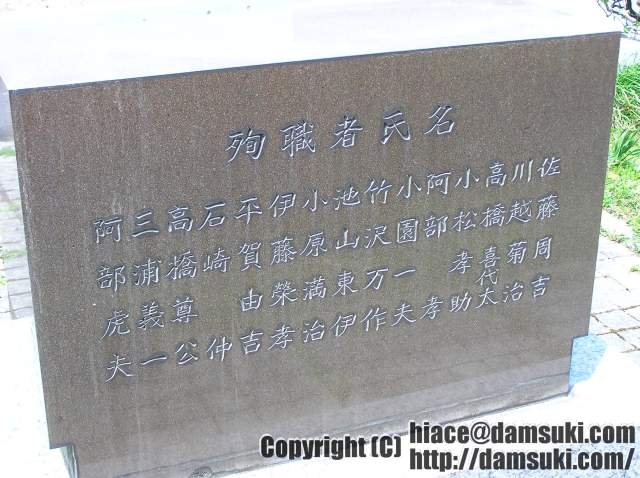 殉職者氏名
佐藤周吉
川越菊治
高橋喜代太
小松孝助
阿部孝
小園一夫
竹沢万作
池山東伊
小原満治
伊藤榮孝
平賀由吉
石崎仲
高橋尊公
三浦義一
阿部虎夫
Copyright (C) hiace@damsuki.com
http://damsuki.com/